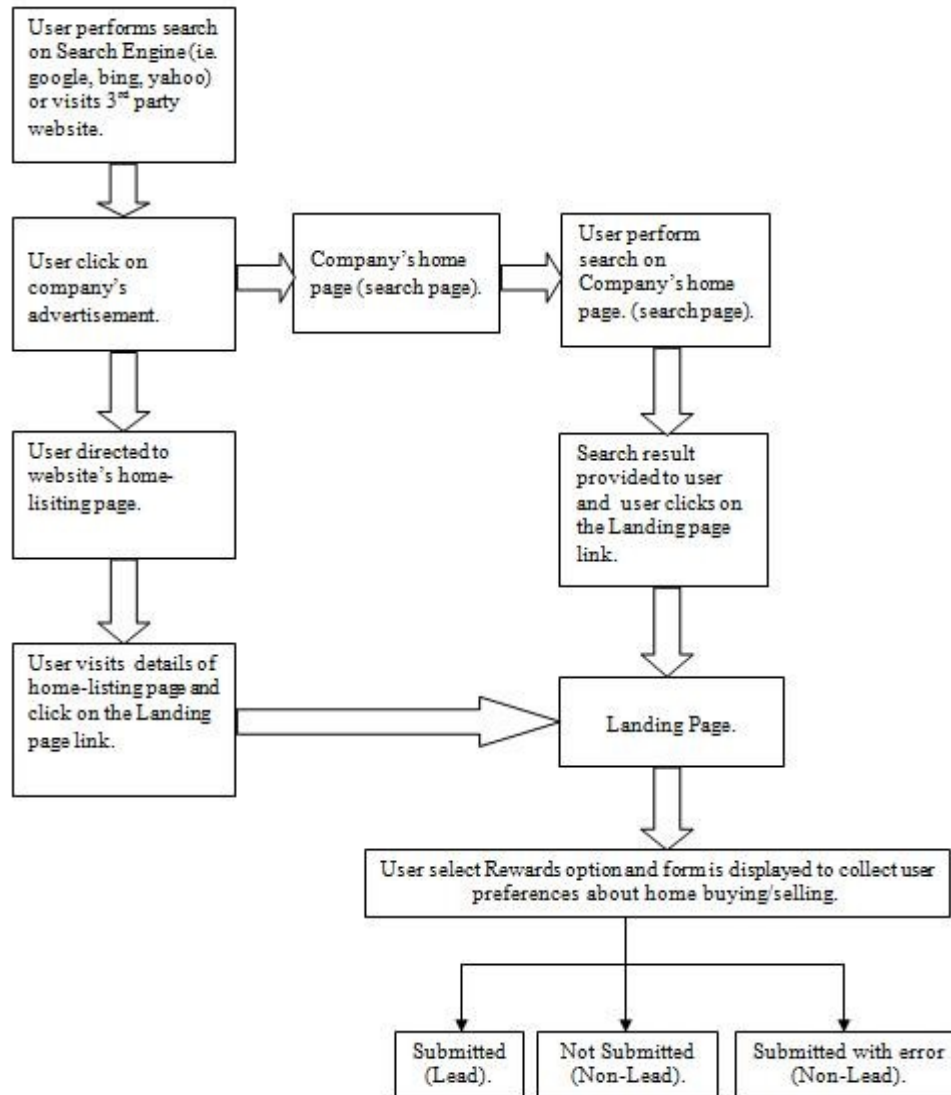 User performs search
on Search Engine (i.e.
google, bing, yahoo)
or visits 3rd party
website.
User click on
company's
advertisement.
Company's home
page (search page).
User perform
search on
Company's home
page. (search page).
User directed to
website's home-
lisiting page.
Search result
provided to user
and user clicks on
the Landing page
link.
User visits details of
home-listing page and
click on the Landing
page link.
Landing Page.
User select Rewards option and form is displayed to collect user
preferences about home buying/selling.
Submitted
(Lead).
Not Submitted
(Non-Lead).
Submitted with error
(Non-Lead).